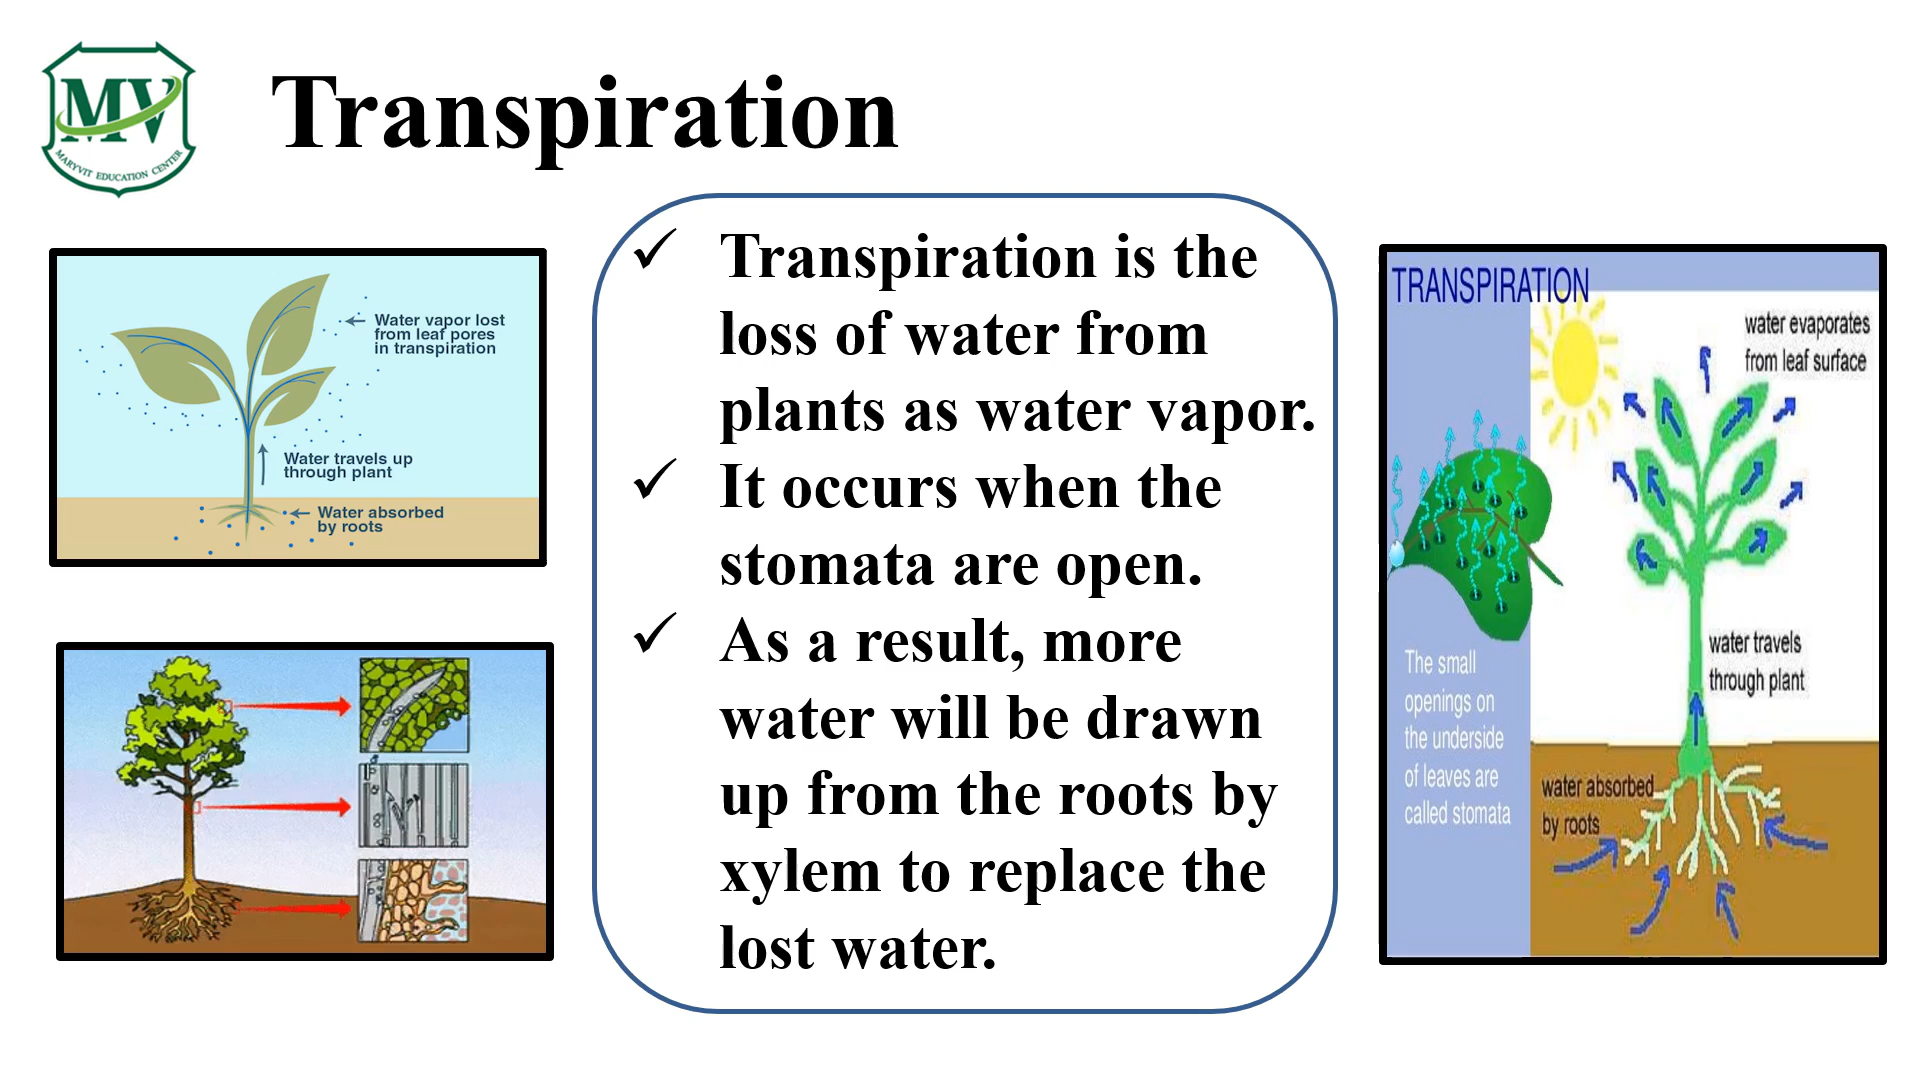 MV
MARYVIT EDUCATION CENTER
Transpiration
Water vapor lost
from leaf pores
in transpiration
Water travels up
through plant
Water absorbed
by roots
✓ Transpiration is the
loss of water from
plants as water vapor.
✓ It occurs when the
stomata are open.
✓ As a result, more
water will be drawn
up from the roots by
xylem to replace the
lost water.
TRANSPIRATION
water evaporates
from leaf surface
water travels
through plant
The small
openings on
the underside
of leaves are
called stomata
water absorbed
by roots